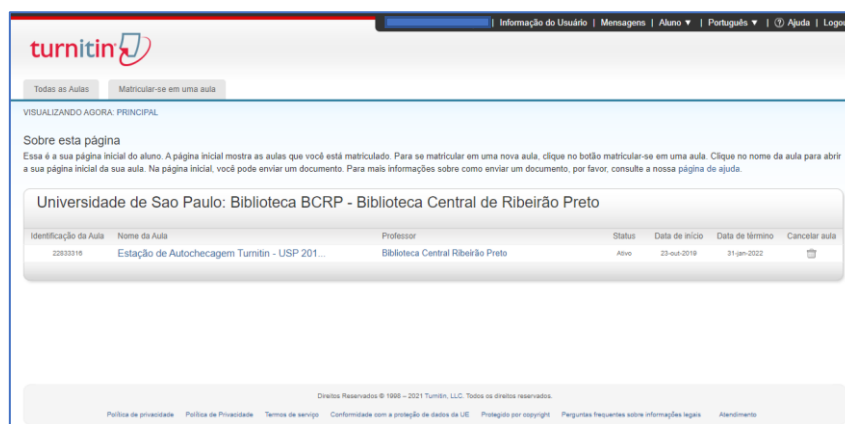 Informação do Usuário | Mensagens | Aluno ▼ | Português ▼ | ? Ajuda | Logou
turnitin
Todas as Aulas Matricular-se em uma aula
VISUALIZANDO AGORA: PRINCIPAL
Sobre esta página
Essa é a sua página inicial do aluno. A página inicial mostra as aulas que você está matriculado. Para se matricular em uma nova aula, clique no botão matricular-se em uma aula. Clique no nome da aula para abrir
a sua página inicial da sua aula. Na página inicial, você pode enviar um documento. Para mais informações sobre como enviar um documento, por favor, consulte a nossa página de ajuda.
Universidade de Sao Paulo: Biblioteca BCRP - Biblioteca Central de Ribeirão Preto
Identificação da Aula Nome da Aula Professor Status Data de início Data de término Cancelar aula
22833316 Estação de Autochecagem Turnitin - USP 201... Biblioteca Central Ribeirão Preto Ativo 23-out-2019 31-jan-2022
Direitos Reservados © 1998 – 2021 Turnitin, LLC. Todos os direitos reservados.
Política de privacidade Política de Privacidade Termos de serviço Conformidade com a proteção de dados da UE Protegido por copyright Perguntas frequentes sobre informações legais Atendimento